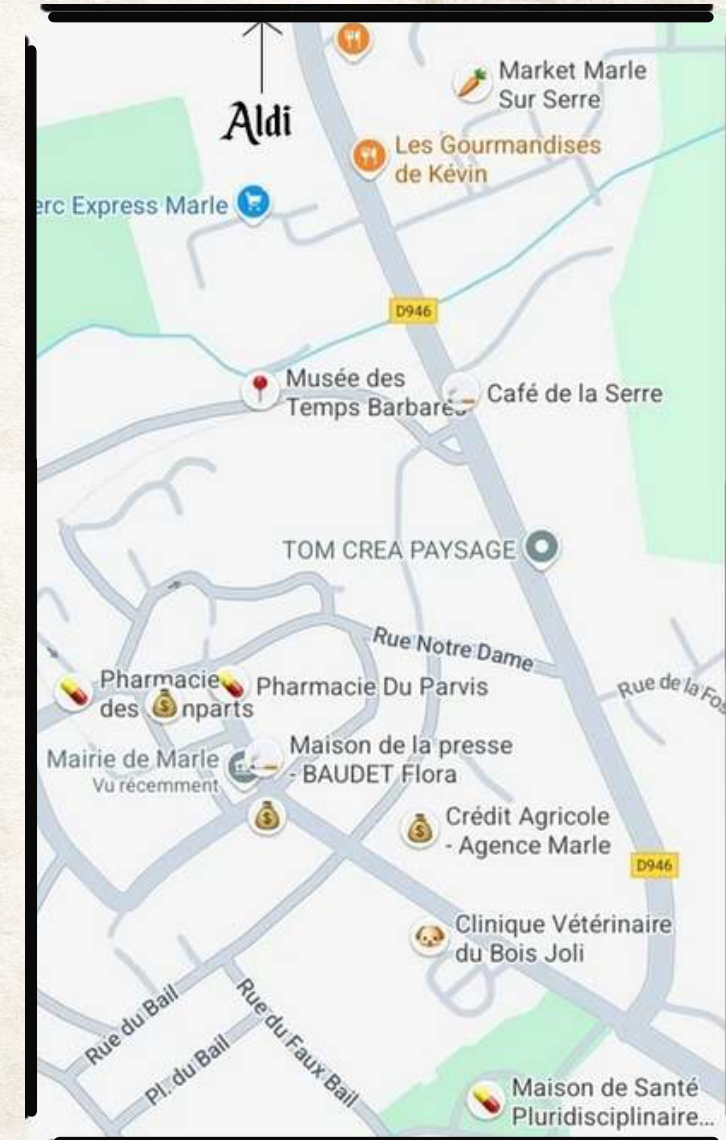 Market Marle
Sur Serre
Aldi
Les Gourmandises
de Kévin
erc Express Marle
D946
Musée des
Temps Barbares
Café de la Serre
TOM CREA PAYSAGE
Rue Notre Dame
Rue de la Fos
Pharmacie
des nparts
Pharmacie Du Parvis
Maison de la presse
- BAUDET Flora
Mairie de Marle
Vu récemment
Crédit Agricole
- Agence Marle
D946
Clinique Vétérinaire
du Bois Joli
Rue du Bail
Rue du Faux Bail
Pl. du Bail
Maison de Santé
Pluridisciplinaire...